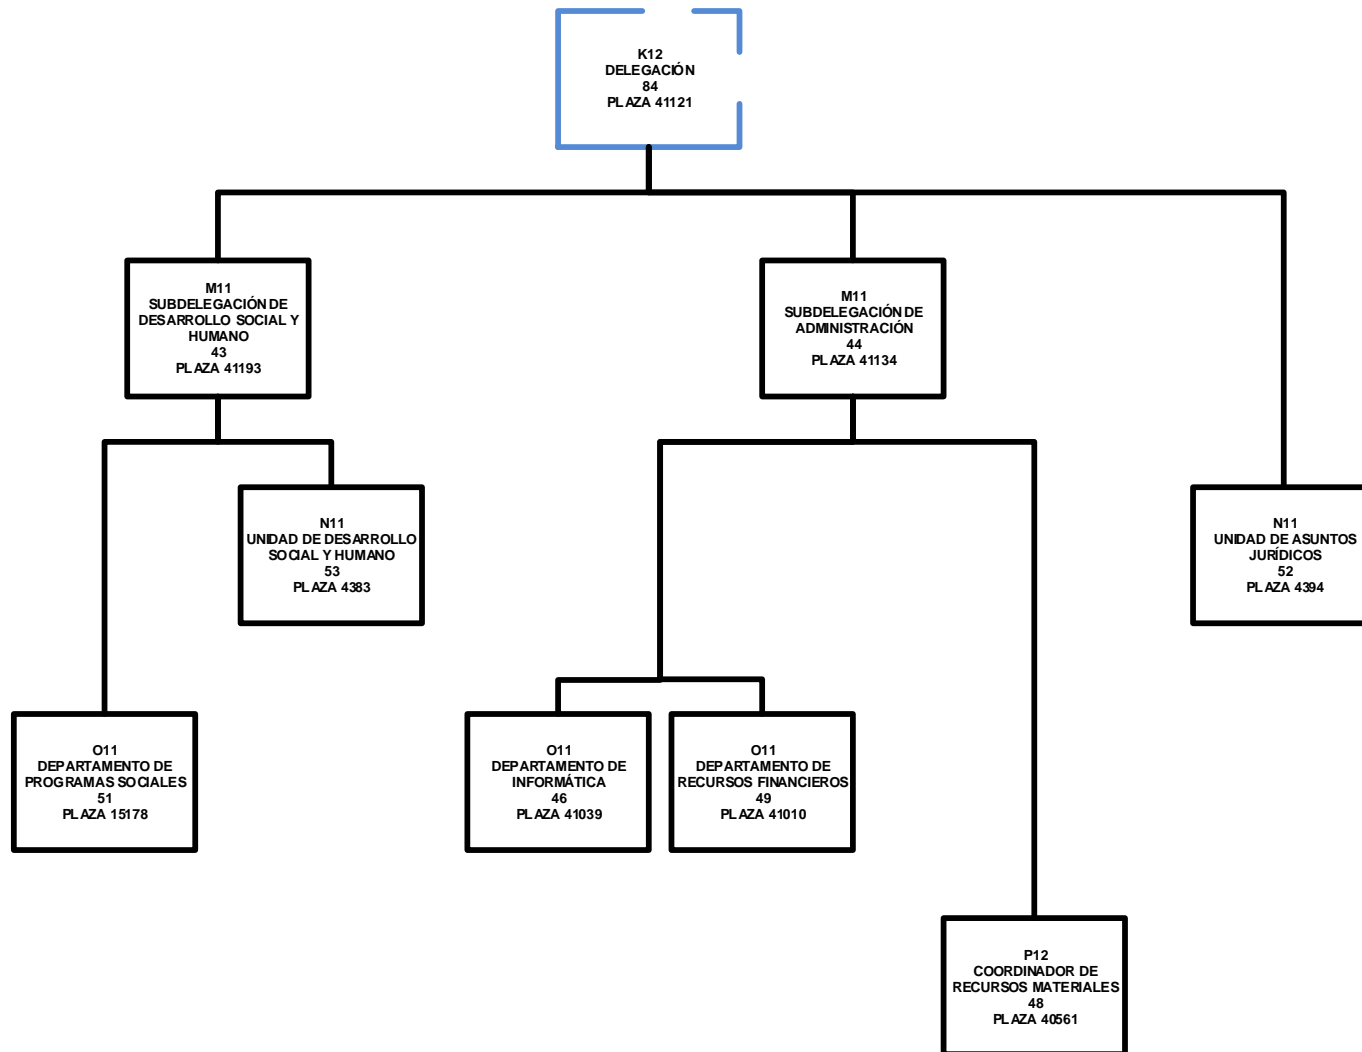 K12
DELEGACIÓN
84
PLAZA 41121
M11
SUBDELEGACIÓN DE
DESARROLLO SOCIAL Y
HUMANO
43
PLAZA 41193
M11
SUBDELEGACIÓN DE
ADMINISTRACIÓN
44
PLAZA 41134
N11
UNIDAD DE DESARROLLO
SOCIAL Y HUMANO
53
PLAZA 4383
N11
UNIDAD DE ASUNTOS
JURÍDICOS
52
PLAZA 4394
O11
DEPARTAMENTO DE
PROGRAMAS SOCIALES
51
PLAZA 15178
O11
DEPARTAMENTO DE
INFORMÁTICA
46
PLAZA 41039
O11
DEPARTAMENTO DE
RECURSOS FINANCIEROS
49
PLAZA 41010
P12
COORDINADOR DE
RECURSOS MATERIALES
48
PLAZA 40561